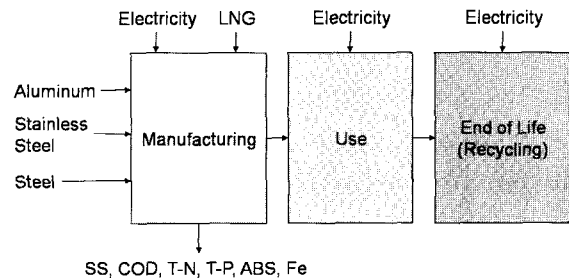 Electricity LNG Electricity Electricity
Aluminum
Stainless
Steel
Steel
Manufacturing
Use
End of Life
(Recycling)
SS, COD, T-N, T-P, ABS, Fe